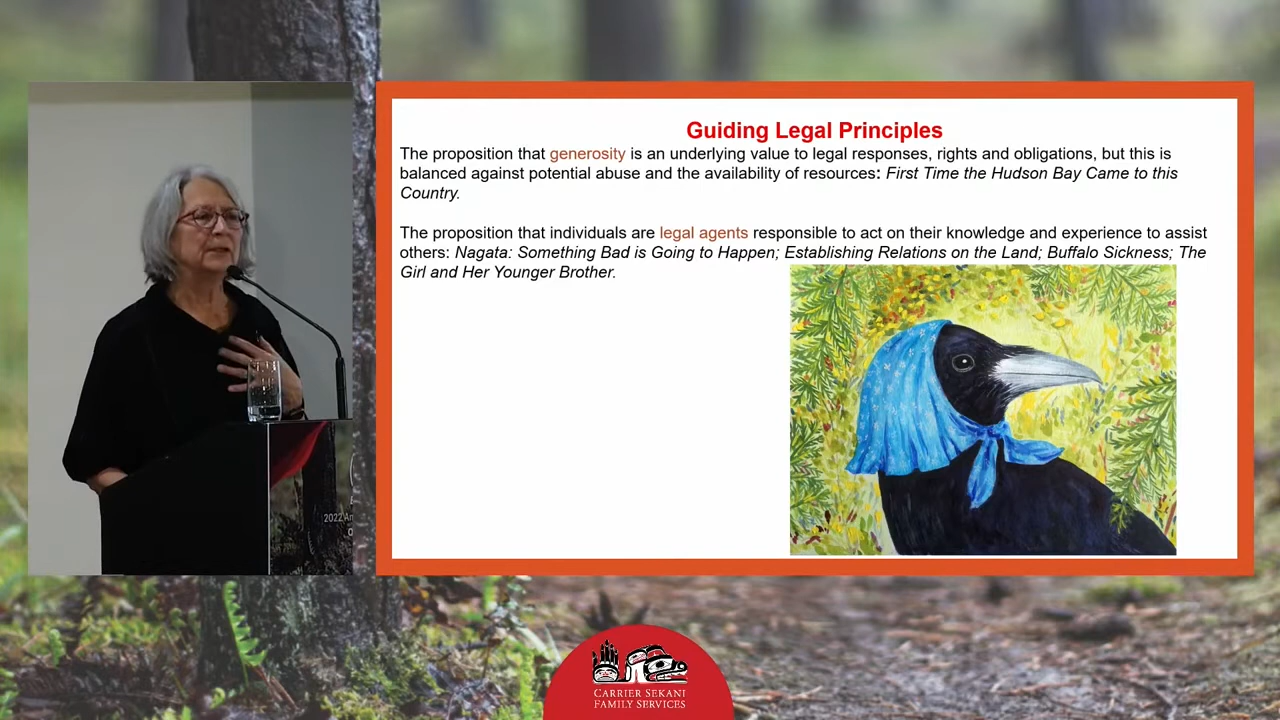 Guiding Legal Principles
The proposition that generosity is an underlying value to legal responses, rights and obligations, but this is
balanced against potential abuse and the availability of resources: First Time the Hudson Bay Came to this
Country.
The proposition that individuals are legal agents responsible to act on their knowledge and experience to assist
others: Nagata: Something Bad is Going to Happen; Establishing Relations on the Land; Buffalo Sickness; The
Girl and Her Younger Brother.
2022
CARRIER SEKANI
FAMILY SERVICES